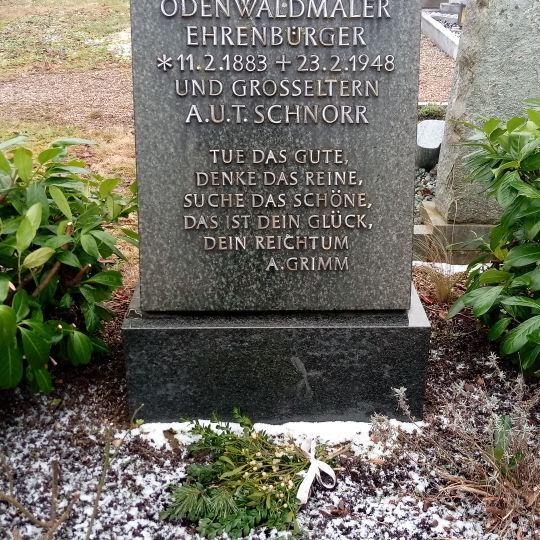 ODENWALDMALER
EHRENBÜRGER
*11.2.1883 + 23.2.1948
UND GROSSELTERN
A.U.T. SCHNORR
TUE DAS GUTE,
DENKE DAS REINE,
SUCHE DAS SCHÖNE,
DAS IST DEIN GLÜCK,
DEIN REICHTUM
A.GRIMM